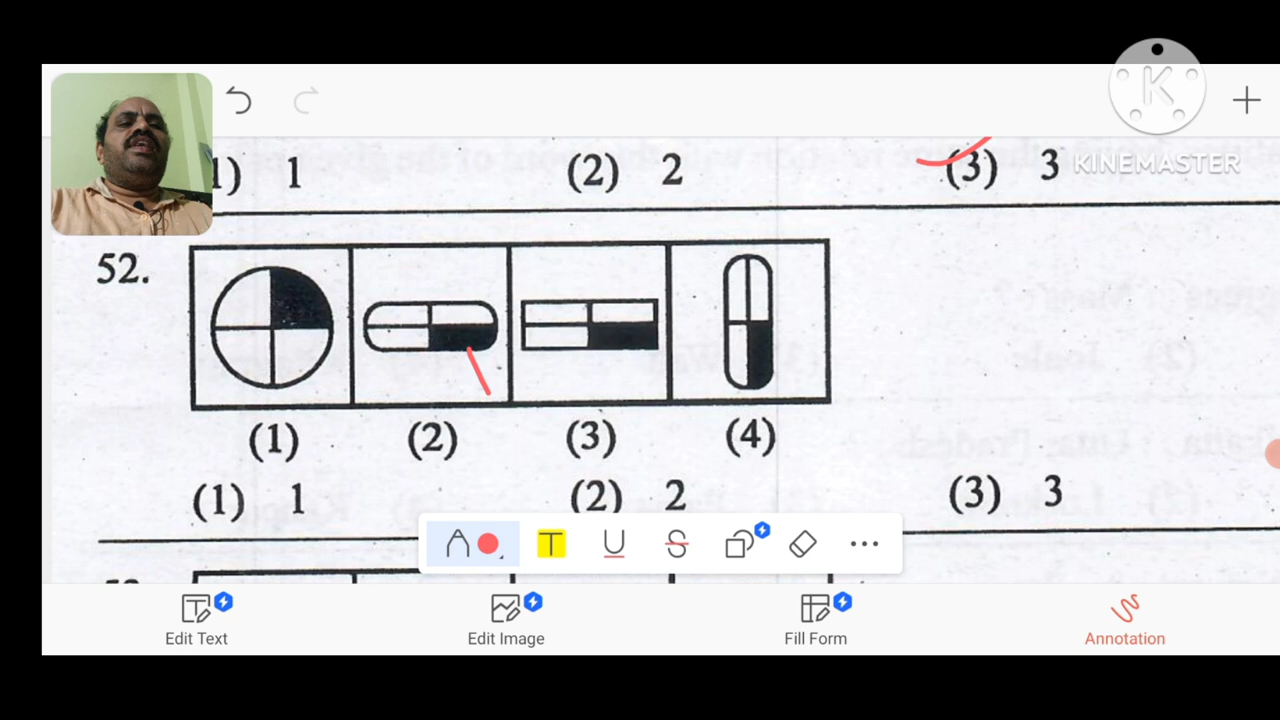 1) 1 (2) 2 (3) 3 KINEMASTER
52.
(1) (2) (3) (4)
(1) 1 (2) 2 (3) 3
T U S
Edit Text Edit Image Fill Form Annotation